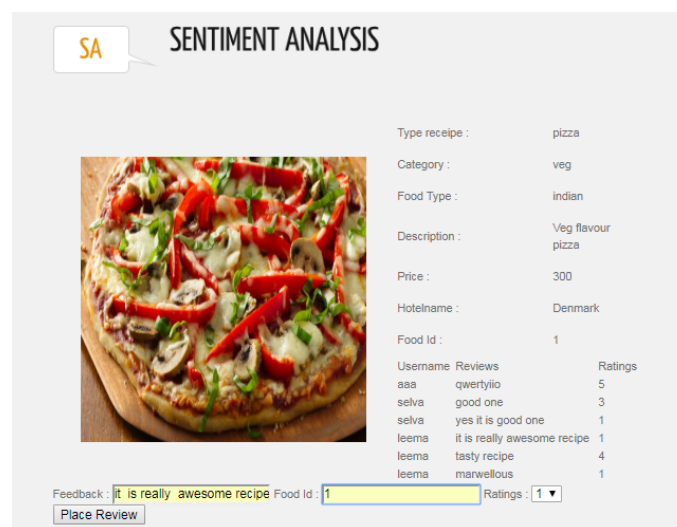 SA
SENTIMENT ANALYSIS
Type receipe : pizza
Category : veg
Food Type : indian
Description : Veg flavour
pizza
Price : 300
Hotelname : Denmark
Food Id : 1
Username Reviews Ratings
aaa qwertyiio 5
selva good one 3
selva yes it is good one 1
leema it is really awesome recipe 1
leema tasty recipe 4
leema marwellous 1
Feedback : it is really awesome recipe Food Id : 1 Ratings : 1
Place Review